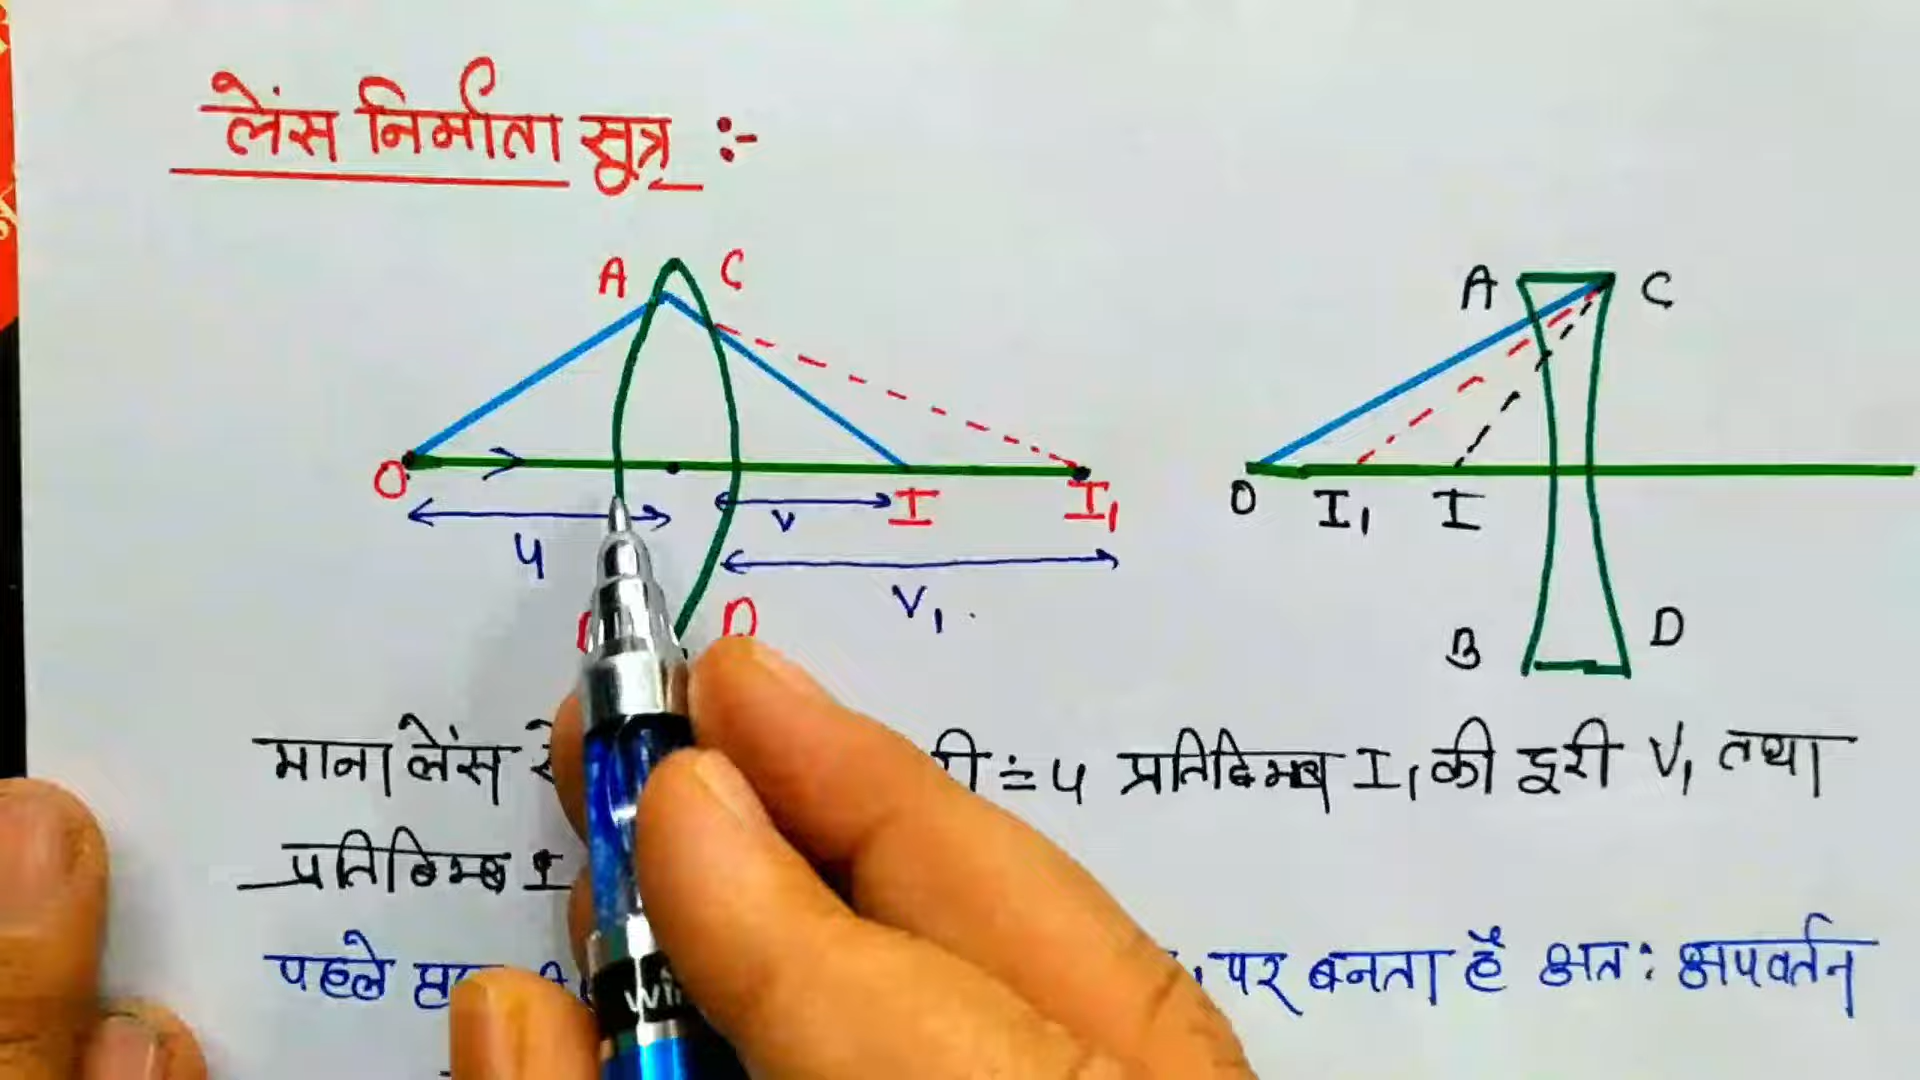 लेंस निर्माता सूत्र :-
A C
A C
O u v I I₁
v₁
D
O I₁ I
B D
माना लेंस = u प्रतिबिम्ब I₁ की दूरी v₁ तथा
प्रतिबिम्ब I
पहले पर बनता है अतः अपवर्तन